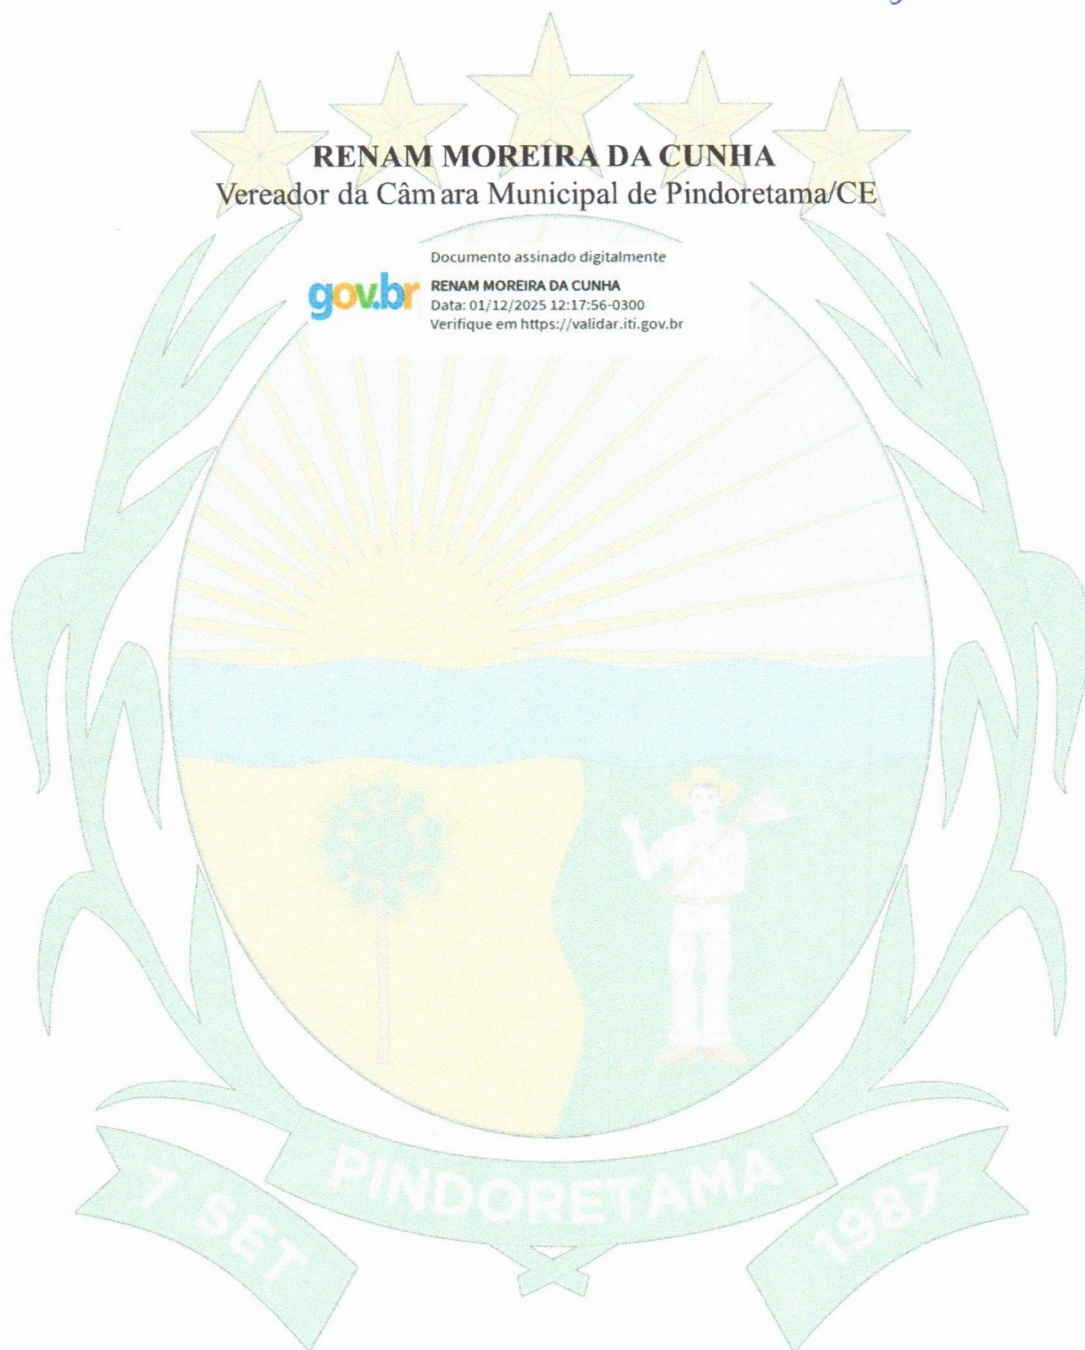 RENAM MOREIRA DA CUNHA
Vereador da Câmara Municipal de Pindoretama/CE
Documento assinado digitalmente
gov.br
RENAM MOREIRA DA CUNHA
Data: 01/12/2025 12:17:56-0300
Verifique em https://validar.iti.gov.br
PINDORETAMA
7 SET
1987